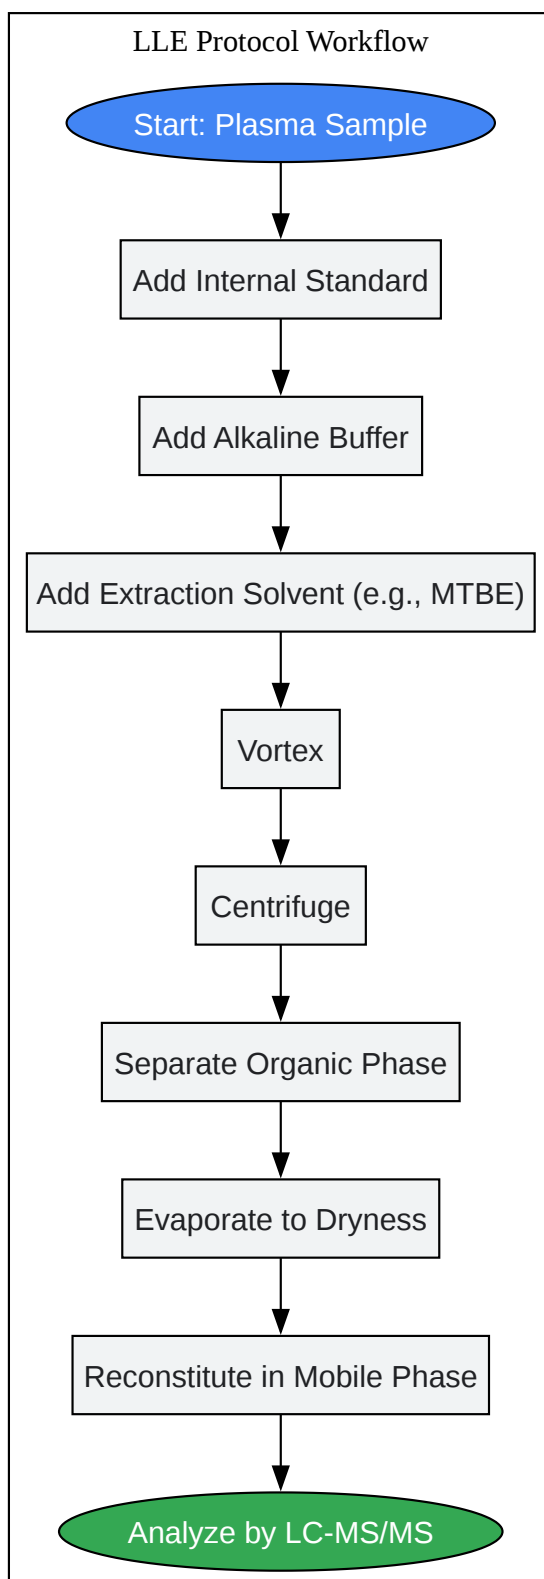 LLE Protocol Workflow
Start: Plasma Sample
Add Internal Standard
Add Alkaline Buffer
Add Extraction Solvent (e.g., MTBE)
Vortex
Centrifuge
Separate Organic Phase
Evaporate to Dryness
Reconstitute in Mobile Phase
Analyze by LC-MS/MS